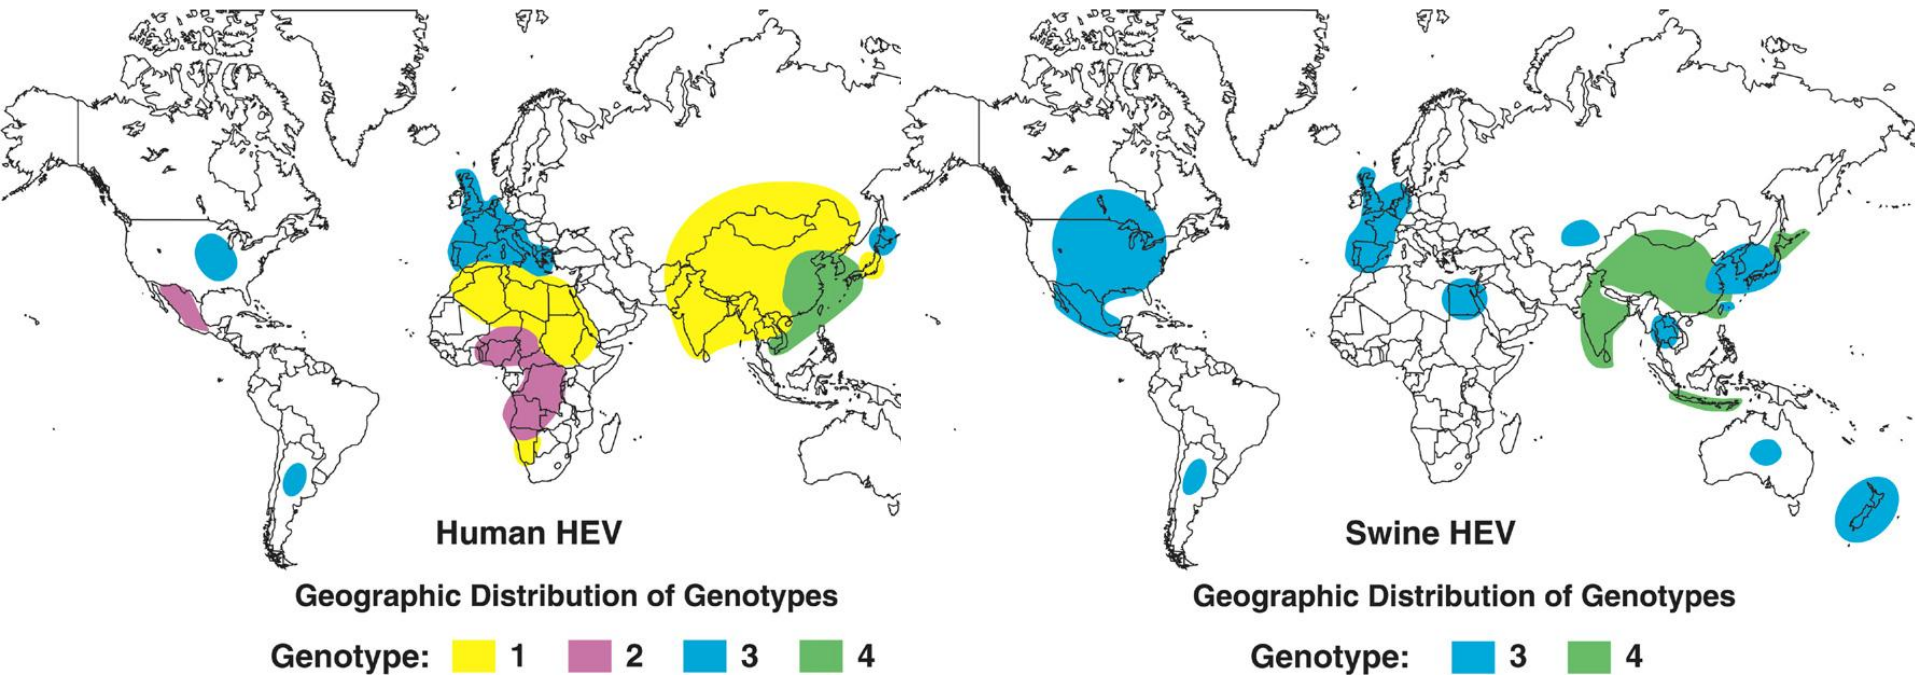 Human HEV
Geographic Distribution of Genotypes
Genotype: 1 2 3 4
Swine HEV
Geographic Distribution of Genotypes
Genotype: 3 4